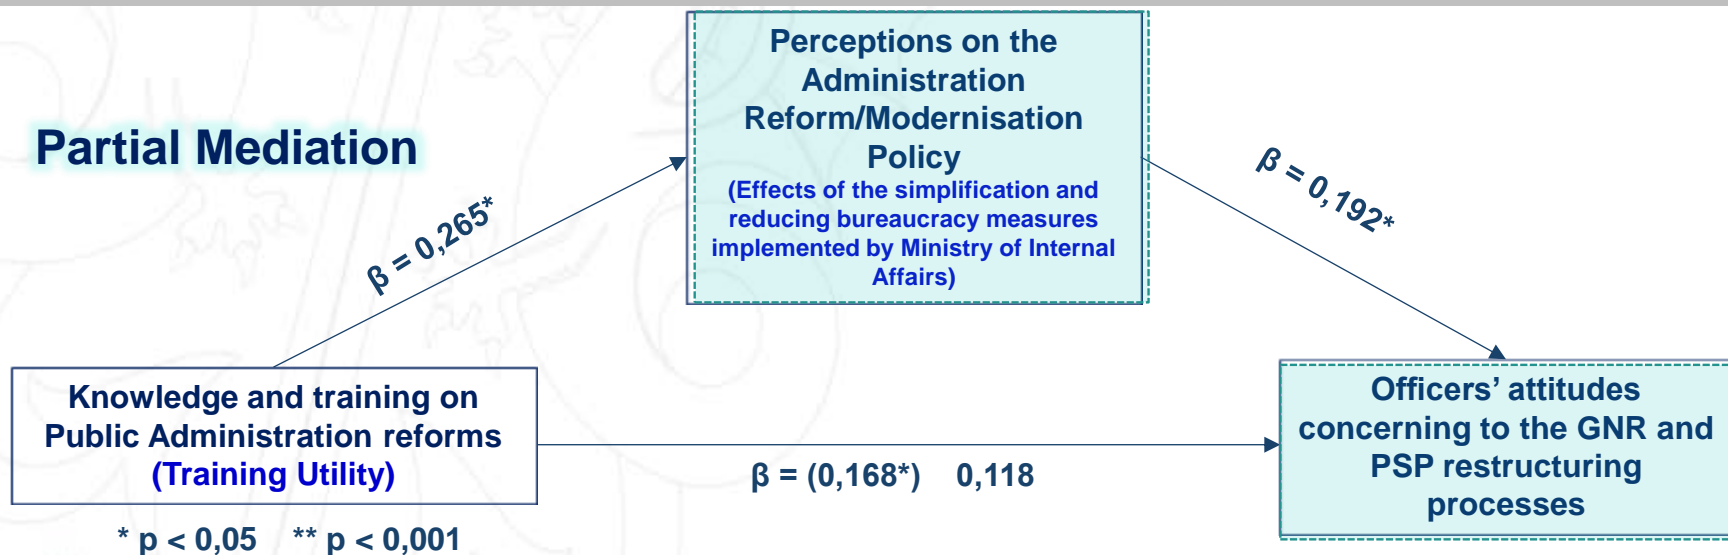 Partial Mediation
Perceptions on the
Administration
Reform/Modernisation
Policy
(Effects of the simplification and
reducing bureaucracy measures
implemented by Ministry of Internal
Affairs)
β = 0,265*
β = 0,192*
Knowledge and training on
Public Administration reforms
(Training Utility)
β = (0,168*) 0,118
Officers’ attitudes
concerning to the GNR and
PSP restructuring
processes
* p < 0,05 ** p < 0,001